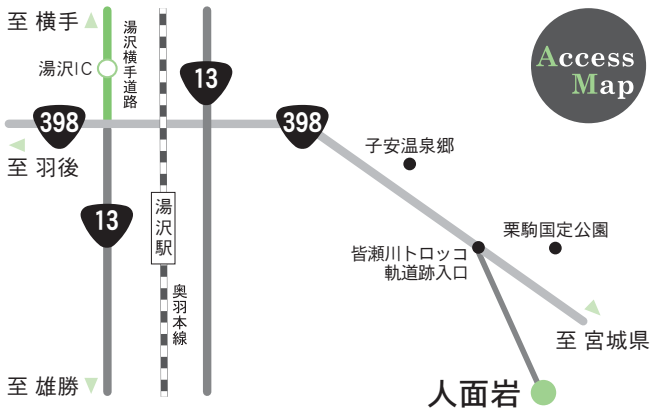 至 横手
湯沢横手道路
湯沢IC
13
Access
Map
398
398
至 羽後
子安温泉郷
13
湯沢駅
栗駒国定公園
皆瀬川トロッコ
軌道跡入口
奥羽本線
至 宮城県
至 雄勝
人面岩